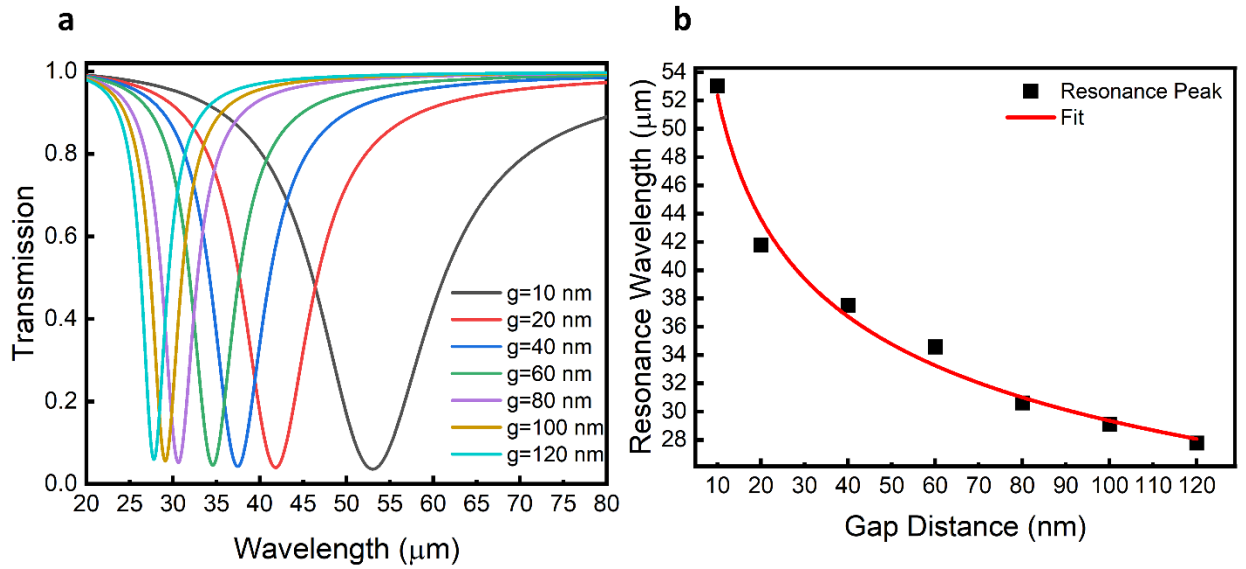 a
1.0
0.8
0.6
0.4
0.2
0.0
Transmission
g=10 nm
g=20 nm
g=40 nm
g=60 nm
g=80 nm
g=100 nm
g=120 nm
20 25 30 35 40 45 50 55 60 65 70 75 80
Wavelength (μm)
b
54
52
50
48
46
44
42
40
38
36
34
32
30
28
Resonance Wavelength (μm)
Resonance Peak
Fit
10 20 30 40 50 60 70 80 90 100 110 120
Gap Distance (nm)